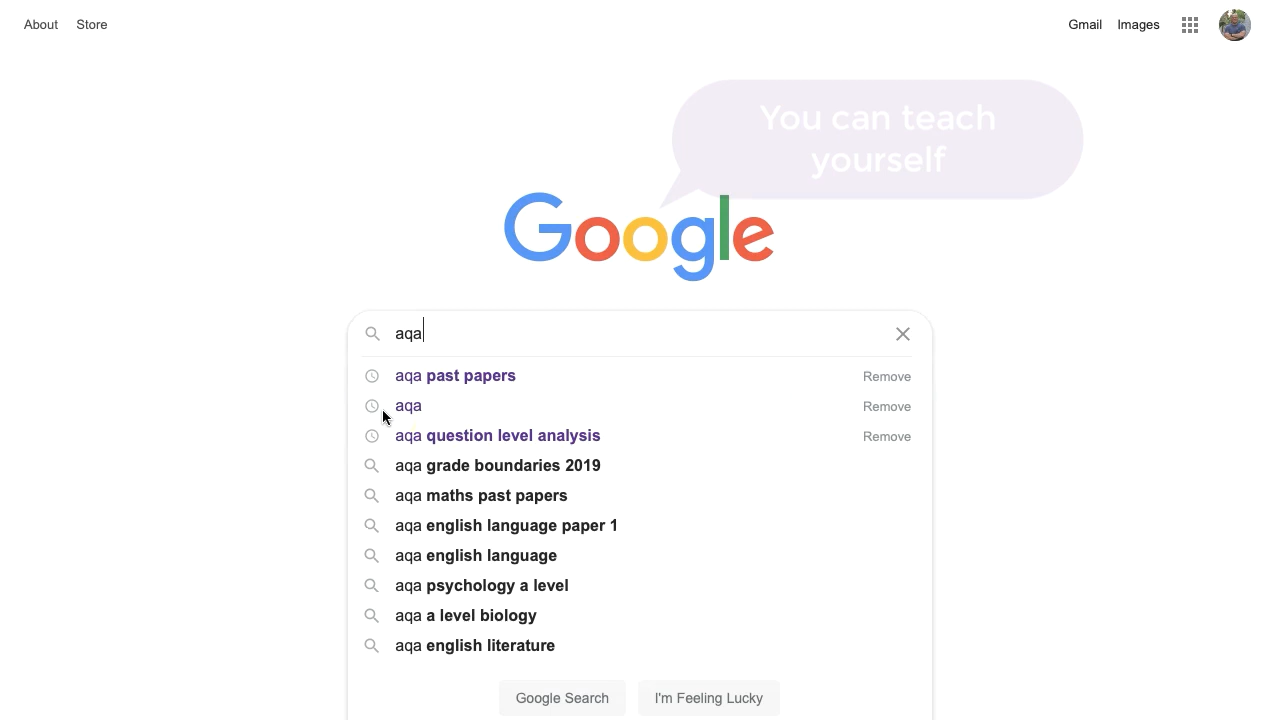 About Store
Gmail Images
You can teach
yourself
Google
aqa
aqa past papers Remove
aqa Remove
aqa question level analysis Remove
aqa grade boundaries 2019
aqa maths past papers
aqa english language paper 1
aqa english language
aqa psychology a level
aqa a level biology
aqa english literature
Google Search I'm Feeling Lucky